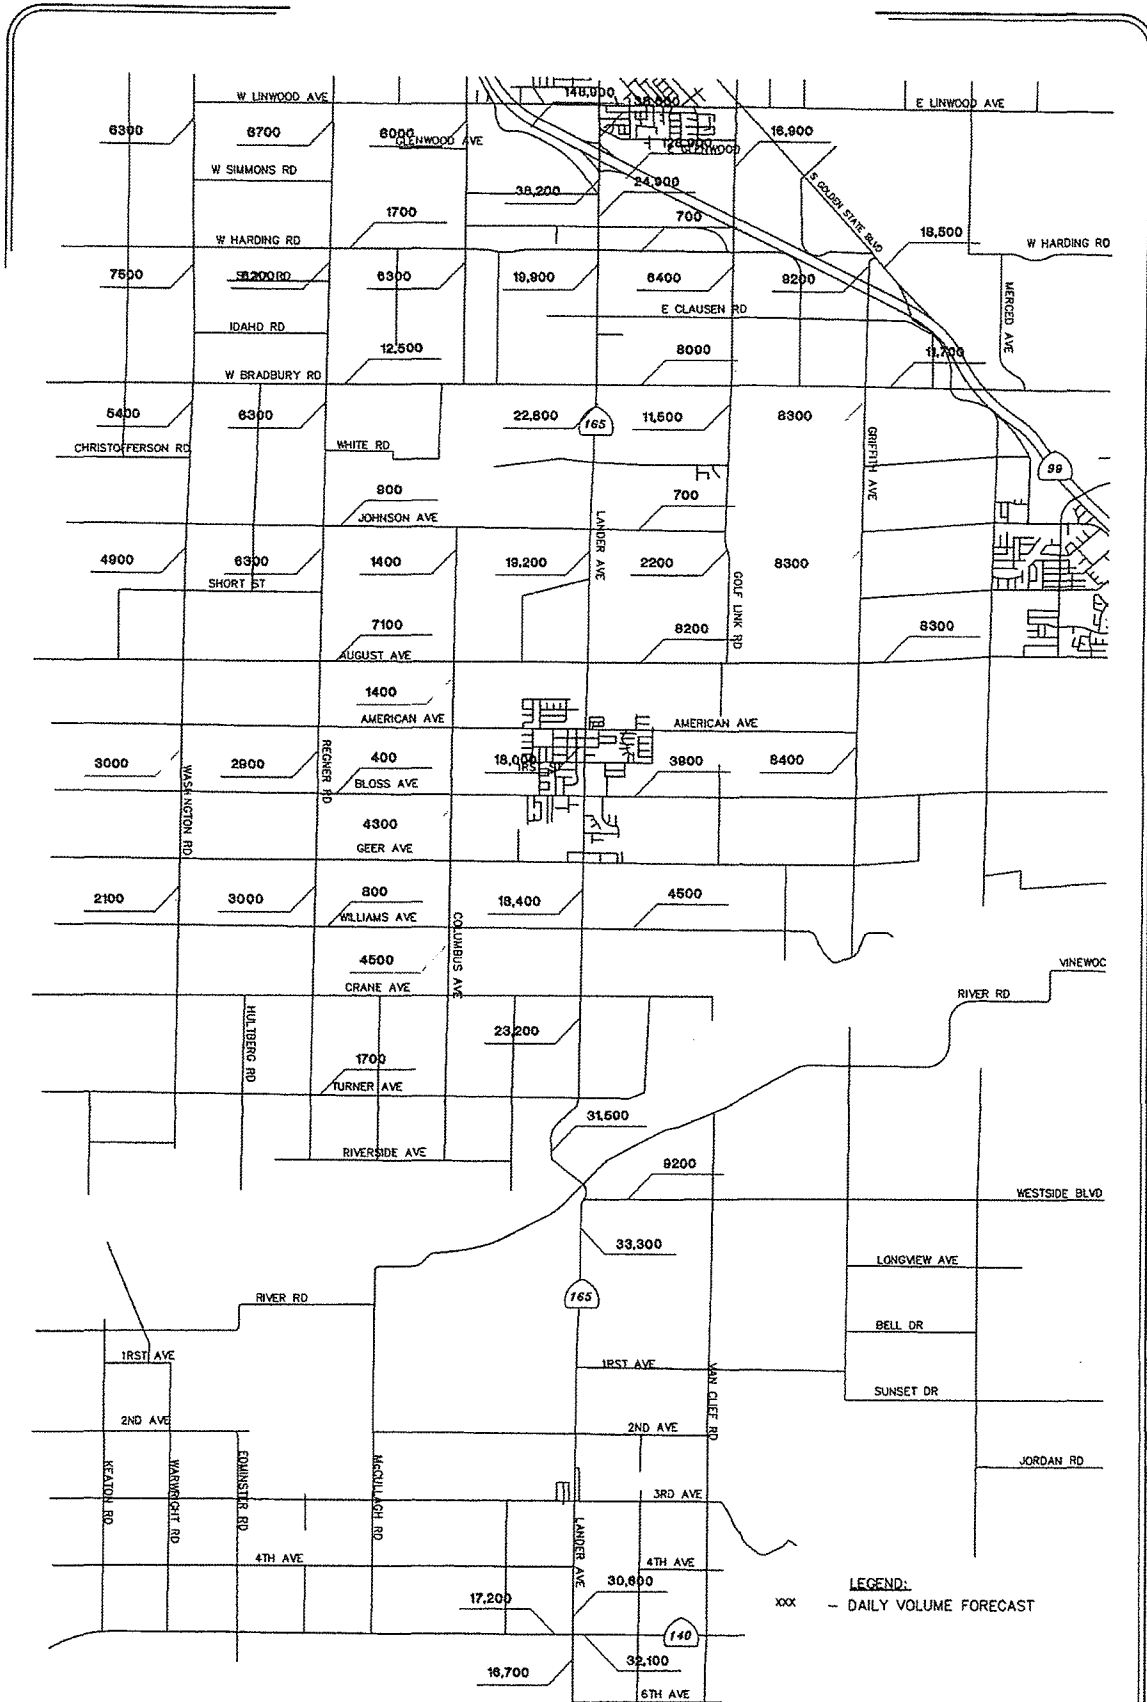 W LINWOOD AVE
148,900
E LINWOOD AVE
6300
6700
6000
GLENWOOD AVE
16,900
E GLENWOOD
W SIMMONS RD
38,200
24,900
S GOLDEN STATE BLVD
1700
700
18,500
W HARDING RD
W HARDING RD
7500
6300
19,900
6400
8200
MERCED AVE
E CLAUSEN RD
IDAHO RD
12,500
8000
11,700
W BRADBURY RD
5400
6300
22,800
165
11,500
8300
CHRISTOFFERSON RD
WHITE RD
GRIFFITH AVE
99
800
700
JOHNSON AVE
LANDER AVE
4900
6300
1400
19,200
2200
8300
SHORT ST
GOLF LINK RD
7100
8200
8300
AUGUST AVE
1400
AMERICAN AVE
AMERICAN AVE
REGNER RD
3000
2900
400
18,000
3900
8400
WASHINGTON RD
BLOSS AVE
4300
GEER AVE
2100
3000
800
18,400
4500
WILLIAMS AVE
COLUMBUS AVE
4500
VINEWOC
CRANE AVE
RIVER RD
HULTBERG RD
23,200
1700
TURNER AVE
31,500
RIVERSIDE AVE
9200
WESTSIDE BLVD
33,300
LONGVIEW AVE
165
RIVER RD
BELL DR
1RST AVE
1RST AVE
VAN CLIEF RD
SUNSET DR
2ND AVE
2ND AVE
KEATON RD
WARWRIGHT RD
EDMINSTER RD
McCULLAGH RD
JORDAN RD
3RD AVE
LANDER AVE
4TH AVE
4TH AVE
30,600
LEGEND:
XXX – DAILY VOLUME FORECAST
17,200
140
16,700
32,100
6TH AVE